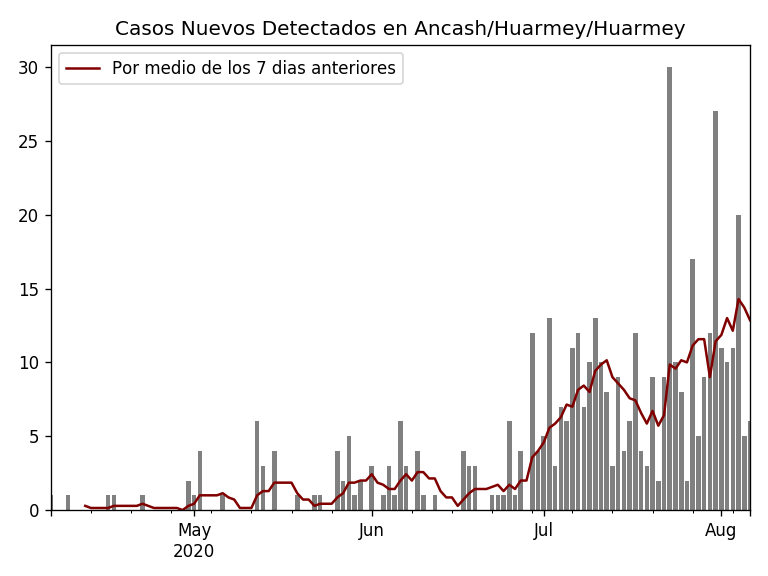 Casos Nuevos Detectados en Ancash/Huarmey/Huarmey
Por medio de los 7 dias anteriores
30
25
20
15
10
5
0
May
2020
Jun
Jul
Aug